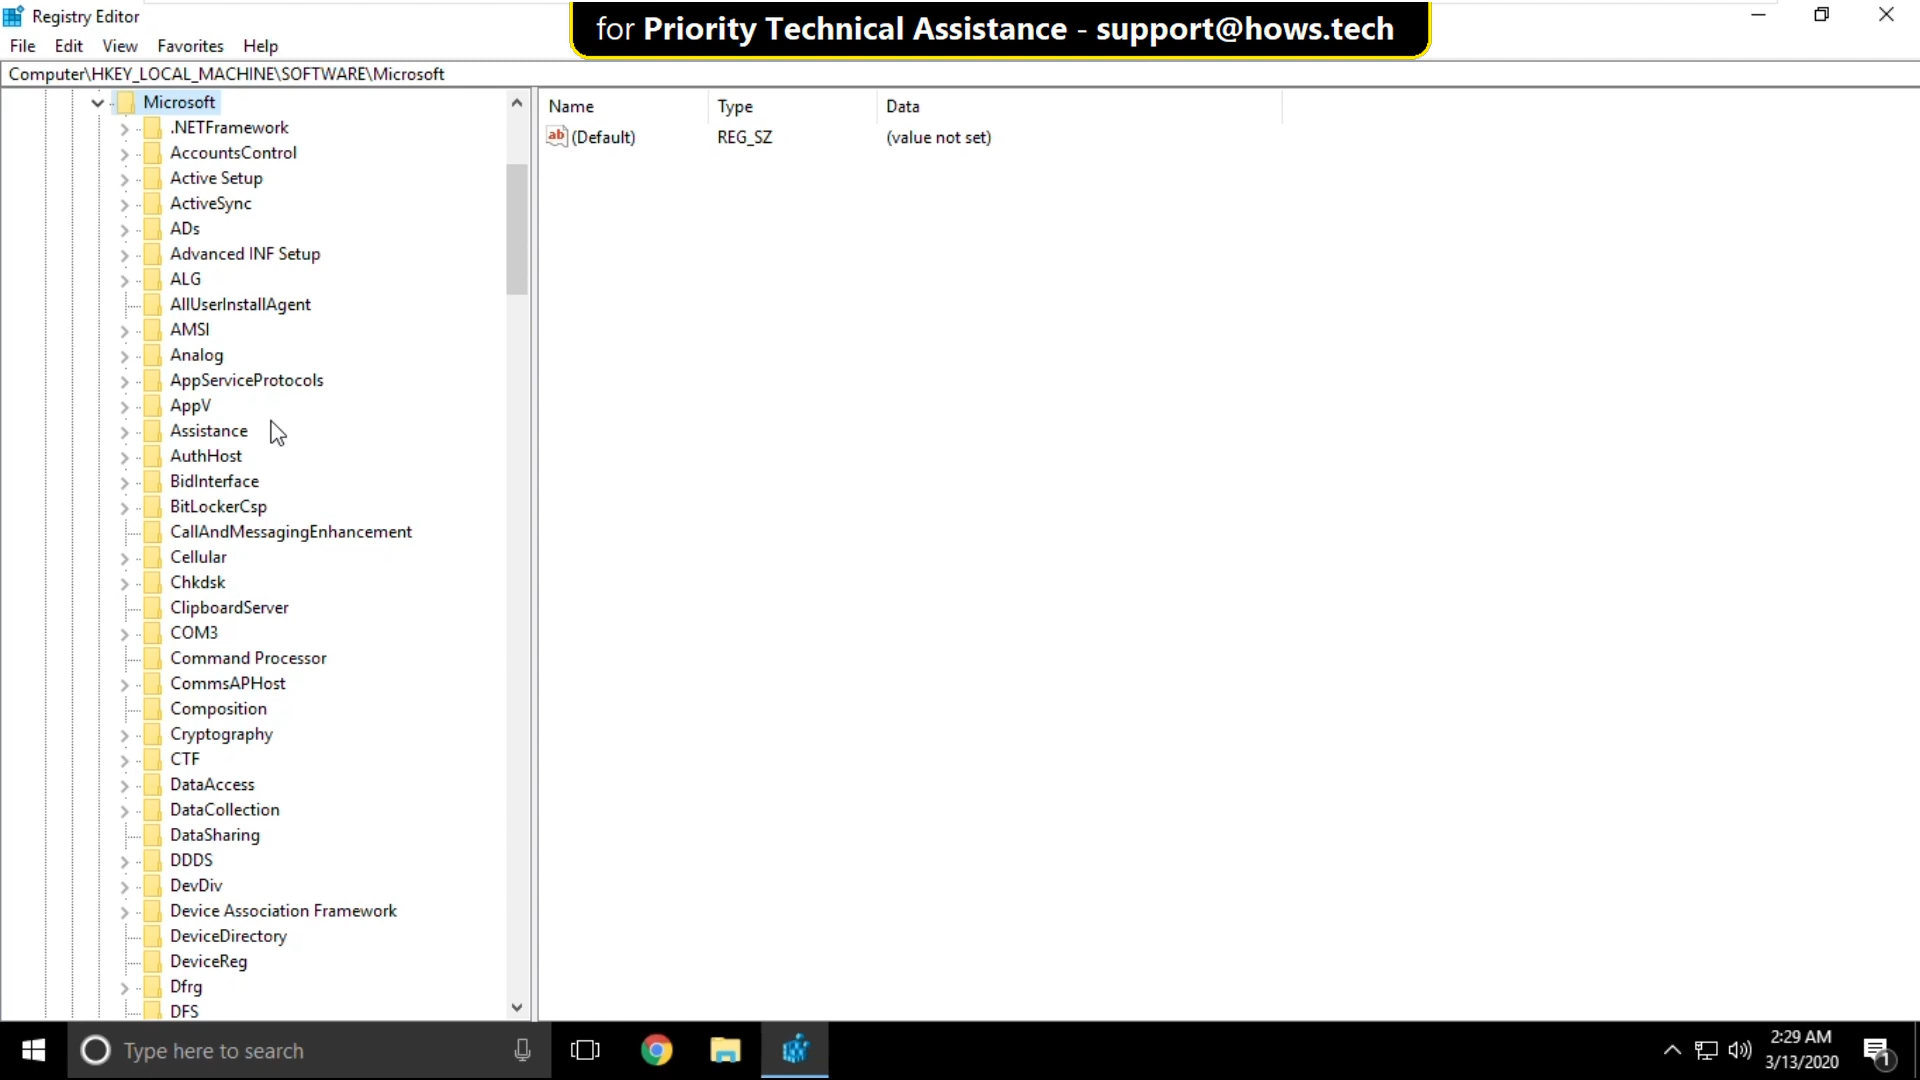 Registry Editor
for Priority Technical Assistance - support@hows.tech
File Edit View Favorites Help
Computer\HKEY_LOCAL_MACHINE\SOFTWARE\Microsoft
Microsoft
.NETFramework
AccountsControl
Active Setup
ActiveSync
ADs
Advanced INF Setup
ALG
AllUserInstallAgent
AMSI
Analog
AppServiceProtocols
AppV
Assistance
AuthHost
BidInterface
BitLockerCsp
CallAndMessagingEnhancement
Cellular
Chkdsk
ClipboardServer
COM3
Command Processor
CommsAPHost
Composition
Cryptography
CTF
DataAccess
DataCollection
DataSharing
DDDS
DevDiv
Device Association Framework
DeviceDirectory
DeviceReg
Dfrg
DFS
Name Type Data
ab (Default) REG_SZ (value not set)
Type here to search
2:29 AM
3/13/2020
1